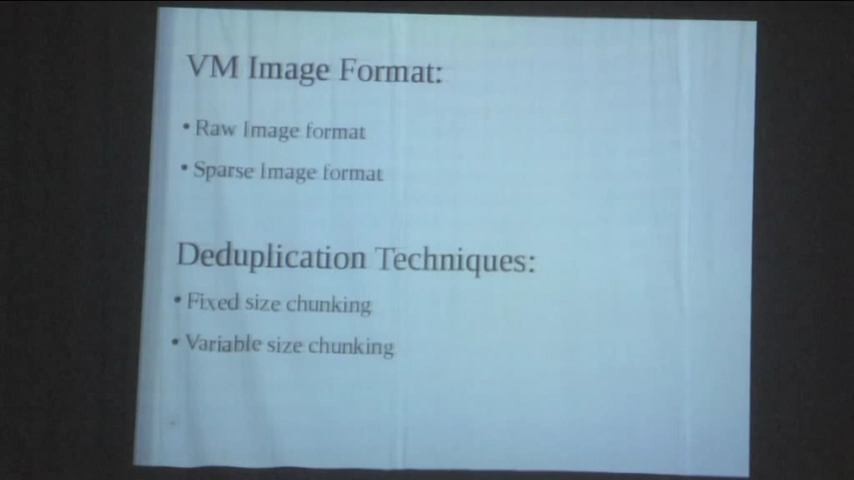 VM Image Format:
• Raw Image format
• Sparse Image format
Deduplication Techniques:
• Fixed size chunking
• Variable size chunking